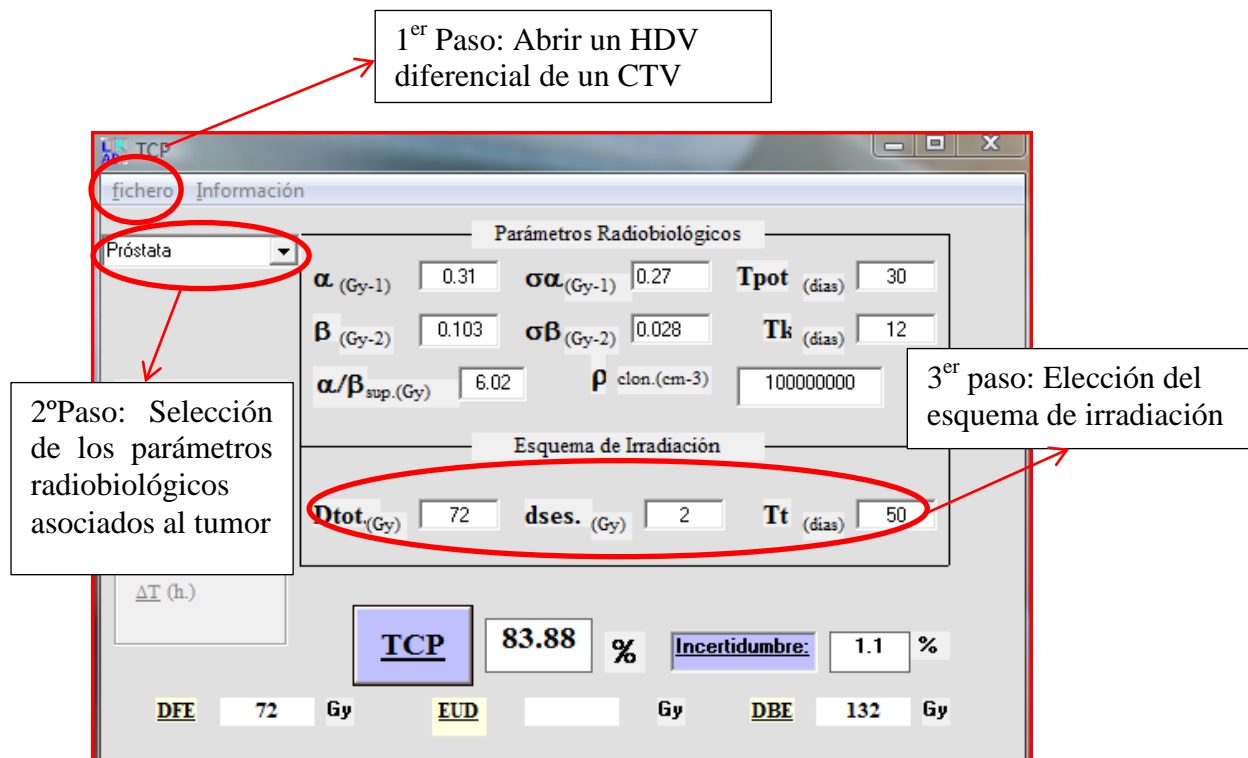 1er Paso: Abrir un HDV
diferencial de un CTV
TCP
fichero Información
Próstata
Parámetros Radiobiológicos
α (Gy-1) 0.31 σα (Gy-1) 0.27 Tpot (dias) 30
β (Gy-2) 0.103 σβ (Gy-2) 0.028 Tk (dias) 12
α/β sup.(Gy) 6.02 ρ clon.(cm-3) 100000000
2ºPaso: Selección
de los parámetros
radiobiológicos
asociados al tumor
3er paso: Elección del
esquema de irradiación
Esquema de Irradiación
Dtot.(Gy) 72 dses. (Gy) 2 Tt (dias) 50
ΔT (h.)
TCP 83.88 % Incertidumbre: 1.1 %
DFE 72 Gy EUD Gy DBE 132 Gy